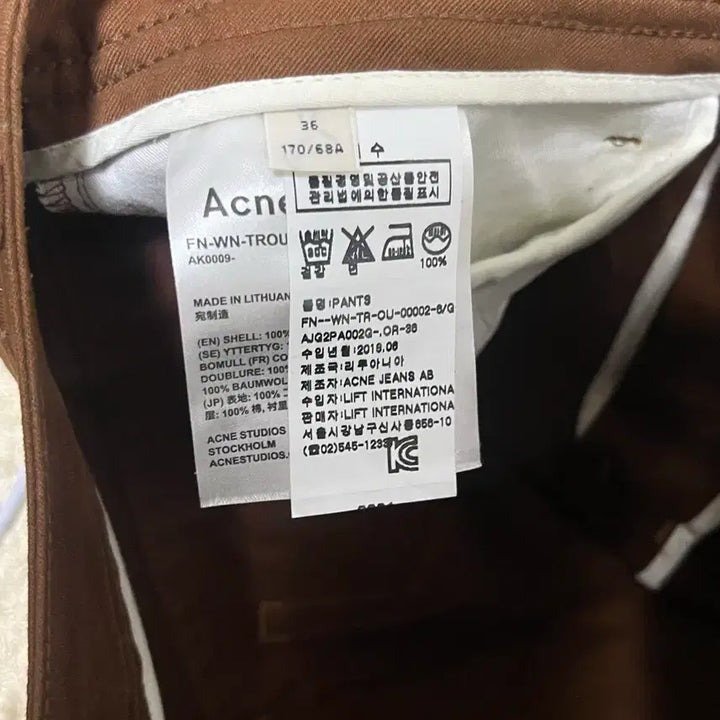 36
170/68A
수
Acne
FN-WN-TROU
AK0009-
MADE IN LITHUAN
宛制造
(EN) SHELL: 100%
(SE) YTTERTYG:
BOMULL (FR) CO
DOUBLURE: 100%
100% BAUMWOL
(JP) 表地: 100%
層: 100% 棉, 衬里
ACNE STUDIOS
STOCKHOLM
ACNESTUDIOS.
품질경영및공산품안전
관리법에의한품질표시
100%
품명:PANTS
FN--WN-TR-OU-00002-6/G
AJG2PA002G-,OR-36
수입년월:2019.06
제조국:리투아니아
제조자:ACNE JEANS AB
수입자:LIFT INTERNATIONA
판매자:LIFT INTERNATIONA
서울시강남구신사동656-10
(☎02)545-1233